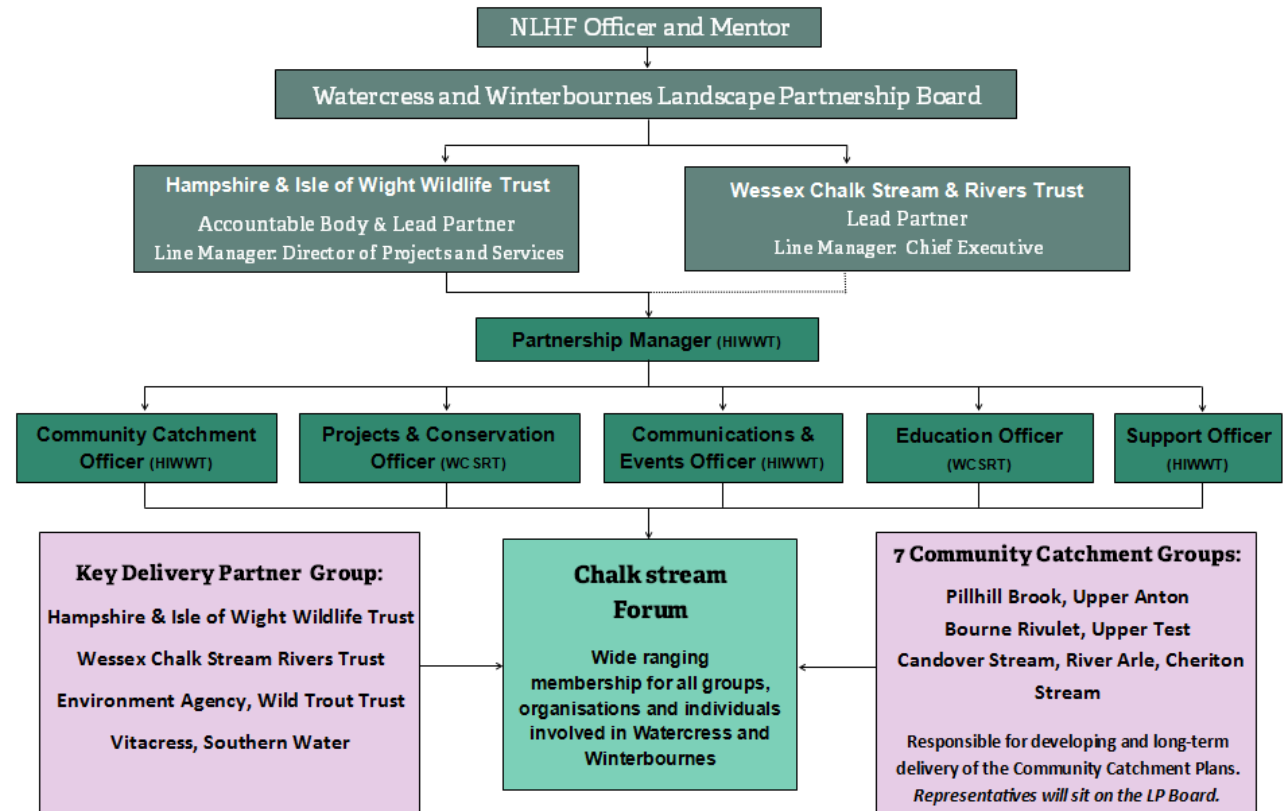 NLHF Officer and Mentor
Watercress and Winterbournes Landscape Partnership Board
Hampshire & Isle of Wight Wildlife Trust
Accountable Body & Lead Partner
Line Manager: Director of Projects and Services
Wessex Chalk Stream & Rivers Trust
Lead Partner
Line Manager: Chief Executive
Partnership Manager (HIWWT)
Community Catchment
Officer (HIWWT)
Projects & Conservation
Officer (WCSRT)
Communications &
Events Officer (HIWWT)
Education Officer
(WCSRT)
Support Officer
(HIWWT)
Key Delivery Partner Group:
Hampshire & Isle of Wight Wildlife Trust
Wessex Chalk Stream Rivers Trust
Environment Agency, Wild Trout Trust
Vitacress, Southern Water
Chalk stream
Forum
Wide ranging
membership for all groups,
organisations and individuals
involved in Watercress and
Winterbournes
7 Community Catchment Groups:
Pillhill Brook, Upper Anton
Bourne Rivulet, Upper Test
Candover Stream, River Arle, Cheriton
Stream
Responsible for developing and long-term
delivery of the Community Catchment Plans.
Representatives will sit on the LP Board.